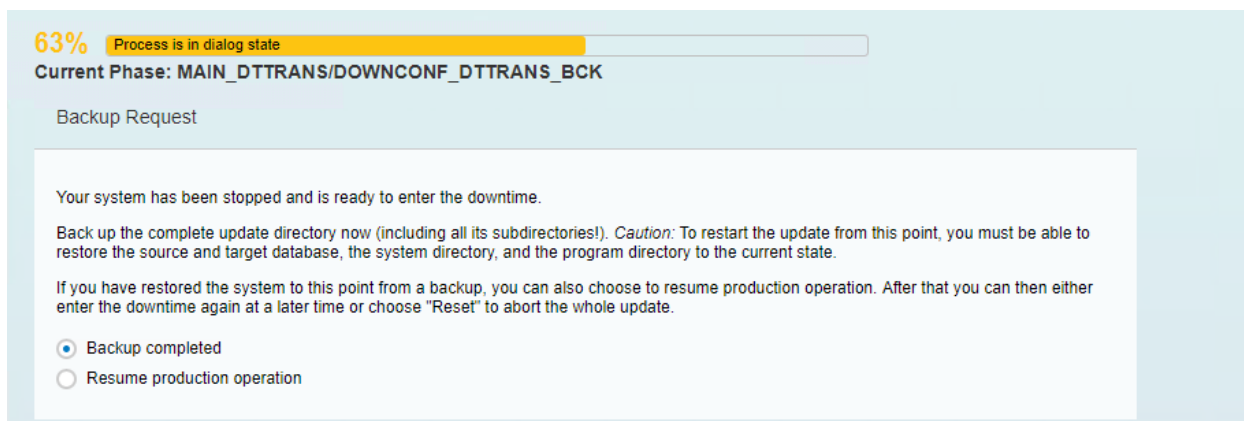 63% Process is in dialog state
Current Phase: MAIN_DTTRANS/DOWNCONF_DTTRANS_BCK
Backup Request
Your system has been stopped and is ready to enter the downtime.
Back up the complete update directory now (including all its subdirectories!). Caution: To restart the update from this point, you must be able to
restore the source and target database, the system directory, and the program directory to the current state.
If you have restored the system to this point from a backup, you can also choose to resume production operation. After that you can then either
enter the downtime again at a later time or choose "Reset" to abort the whole update.
Backup completed
Resume production operation